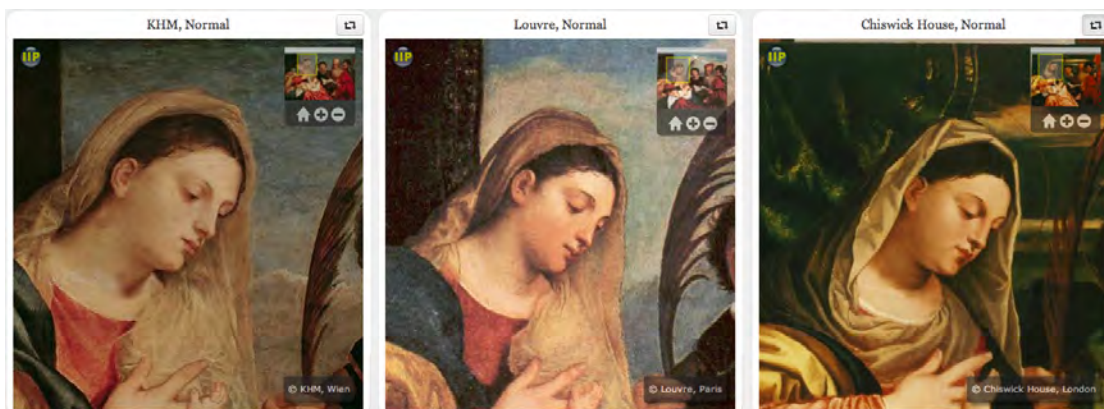 KHM, Normal
IIP
© KHM, Wien
Louvre, Normal
IIP
© Louvre, Paris
Chiswick House, Normal
IIP
© Chiswick House, London